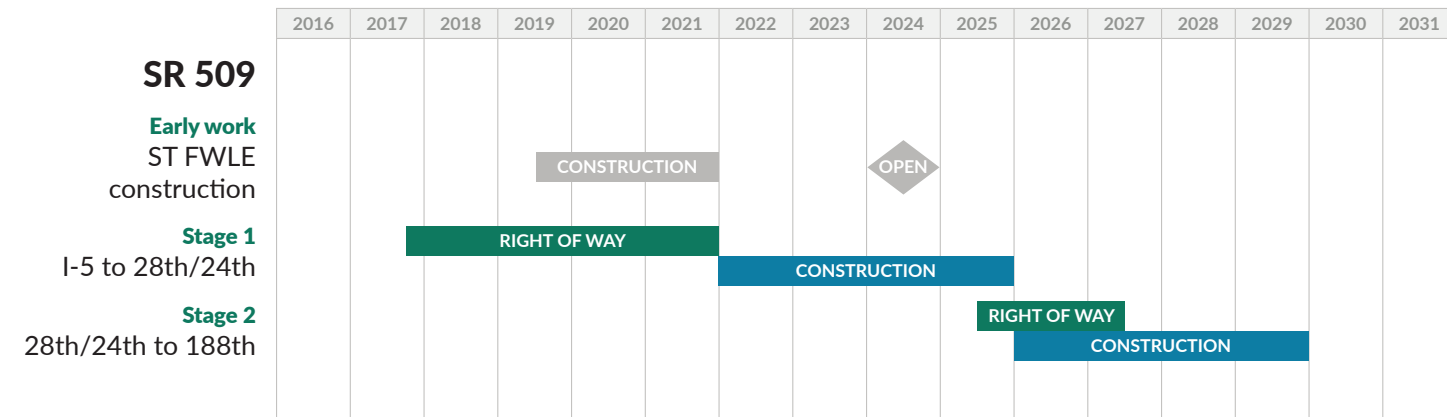 2016 2017 2018 2019 2020 2021 2022 2023 2024 2025 2026 2027 2028 2029 2030 2031
SR 509
Early work
ST FWLE
construction
CONSTRUCTION
OPEN
Stage 1
I-5 to 28th/24th
RIGHT OF WAY
CONSTRUCTION
Stage 2
28th/24th to 188th
RIGHT OF WAY
CONSTRUCTION